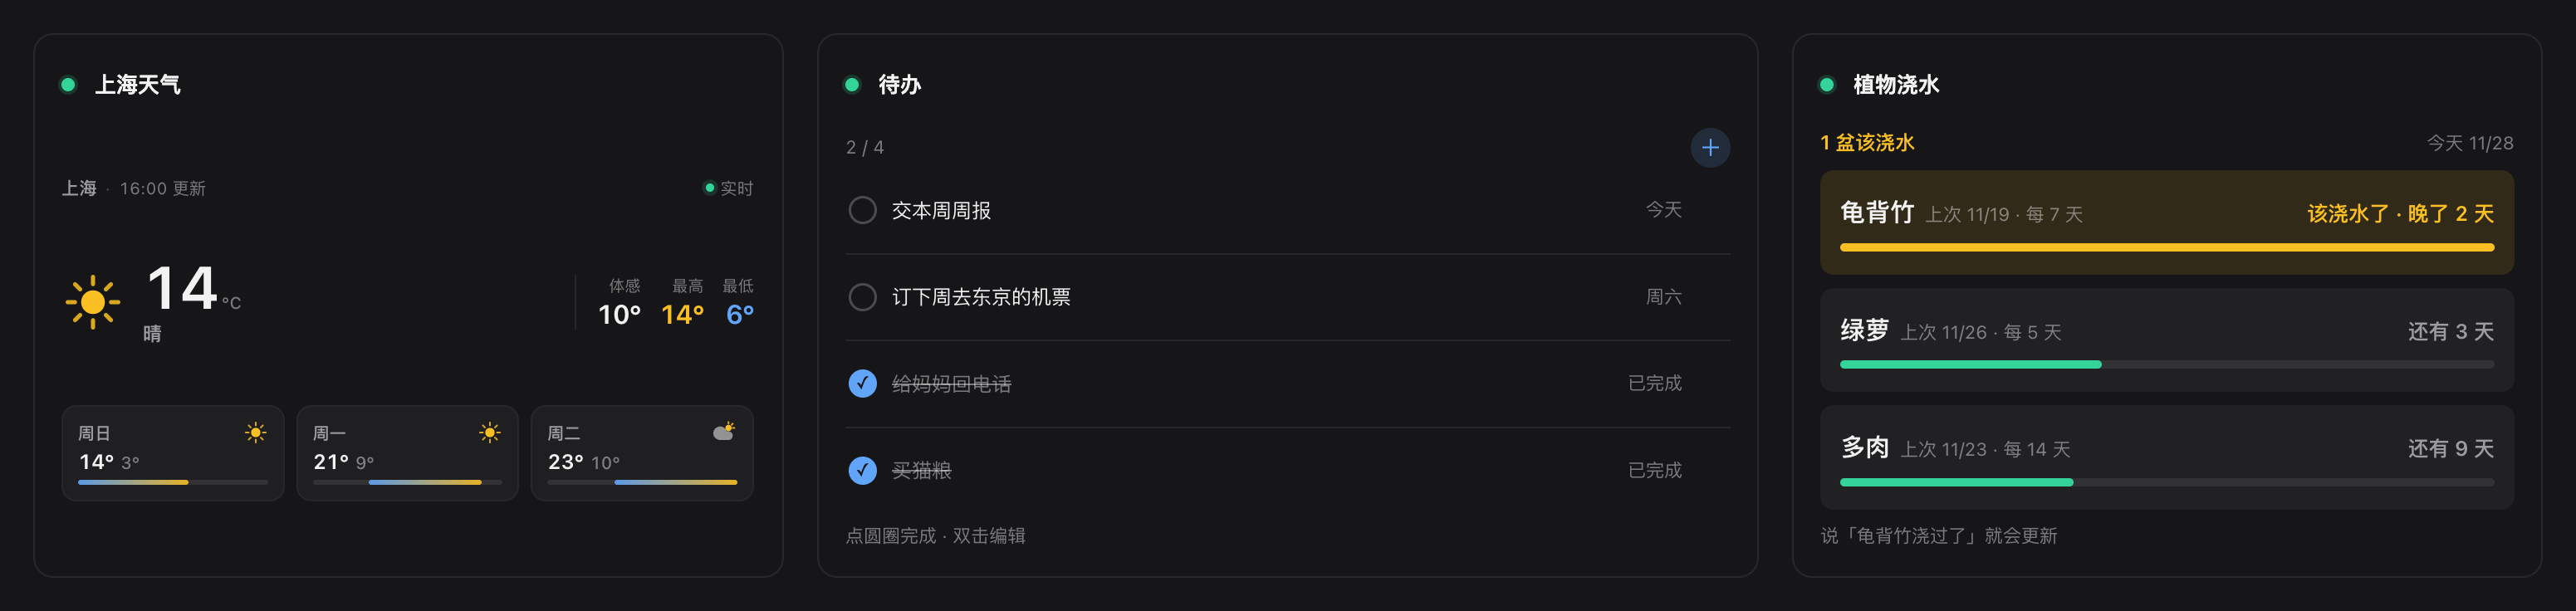 上海天气
上海 · 16:00 更新
实时
14°C
晴
体感 最高 最低
10° 14° 6°
周日
14° 3°
周一
21° 9°
周二
23° 10°
待办
2 / 4
+
交本周周报 今天
订下周去东京的机票 周六
给妈妈回电话 已完成
买猫粮 已完成
点圆圈完成 · 双击编辑
植物浇水
1 盆该浇水 今天 11/28
龟背竹 上次 11/19 · 每 7 天 该浇水了 · 晚了 2 天
绿萝 上次 11/26 · 每 5 天 还有 3 天
多肉 上次 11/23 · 每 14 天 还有 9 天
说「龟背竹浇过了」就会更新